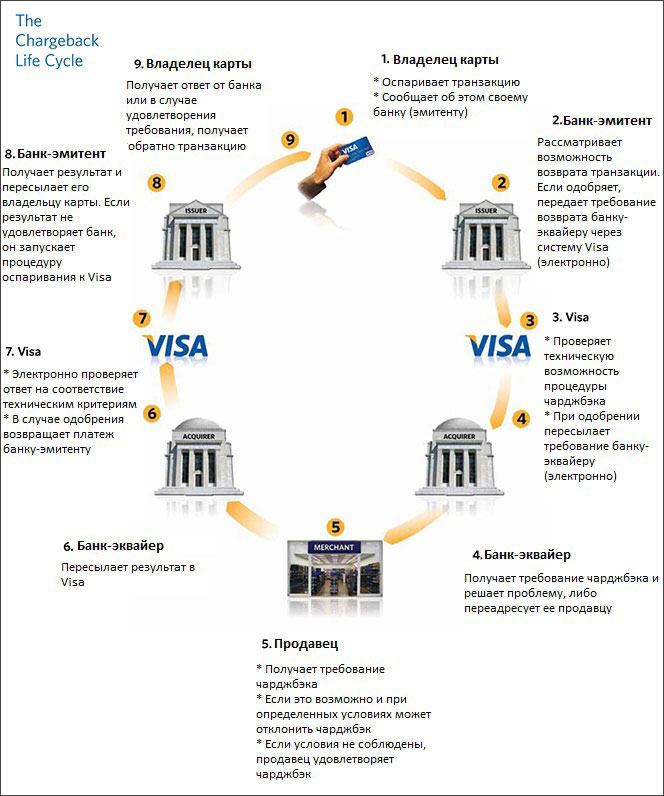 The
Chargeback
Life Cycle
1. Владелец карты
* Оспаривает транзакцию
* Сообщает об этом своему
банку (эмитенту)
2.Банк-эмитент
Рассматривает
возможность
возврата транзакции.
Если одобряет,
передает требование
возврата банку-
эквайеру через
систему Visa
(электронно)
3. Visa
* Проверяет
техническую
возможность
процедуры
чарджбэка
* При одобрении
пересылает
требование банку-
эквайеру
(электронно)
4.Банк-эквайер
Получает требование чарджбэка и
решает проблему, либо
переадресует ее продавцу
5. Продавец
* Получает требование
чарджбэка
* Если это возможно и при
определенных условиях может
отклонить чарджбэк
* Если условия не соблюдены,
продавец удовлетворяет
чарджбэк
6. Банк-эквайер
Пересылает результат в
Visa
7. Visa
* Электронно проверяет
ответ на соответствие
техническим критериям
* В случае одобрения
возвращает платеж
банку-эмитенту
8.Банк-эмитент
Получает результат и
пересылает его
владельцу карты. Если
результат не
удовлетворяет банк,
он запускает
процедуру
оспаривания к Visa
9. Владелец карты
Получает ответ от банка
или в случае
удовлетворения
требования, получает
обратно транзакцию
1
VISA
2
ISSUER
3
VISA
4
ACQUIRER
5
MERCHANT
6
ACQUIRER
7
VISA
8
ISSUER
9